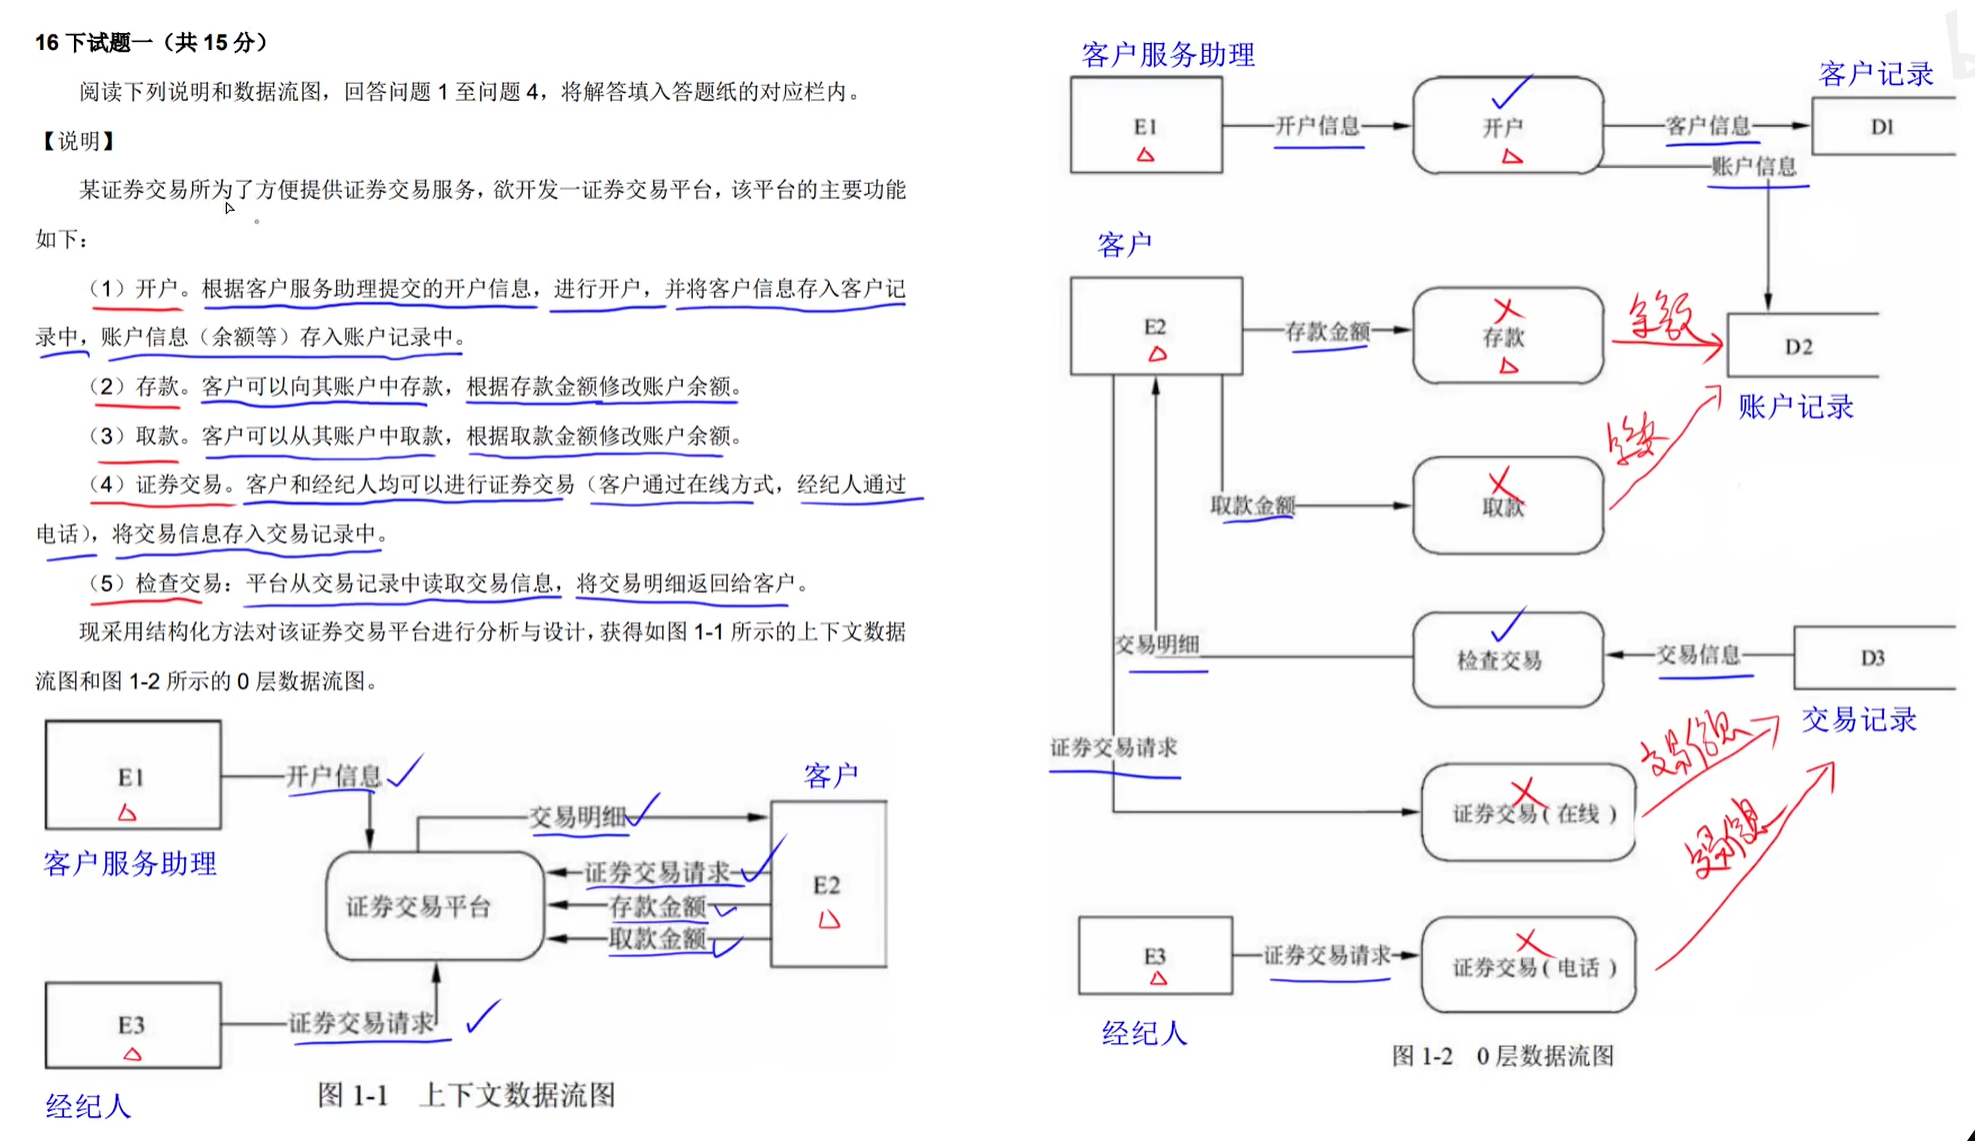 16 下试题一（共 15 分）
阅读下列说明和数据流图，回答问题 1 至问题 4，将解答填入答题纸的对应栏内。
【说明】
某证券交易所为了方便提供证券交易服务，欲开发一证券交易平台，该平台的主要功能
如下：
（1）开户。根据客户服务助理提交的开户信息，进行开户，并将客户信息存入客户记
录中，账户信息（余额等）存入账户记录中。
（2）存款。客户可以向其账户中存款，根据存款金额修改账户余额。
（3）取款。客户可以从其账户中取款，根据取款金额修改账户余额。
（4）证券交易。客户和经纪人均可以进行证券交易（客户通过在线方式，经纪人通过
电话），将交易信息存入交易记录中。
（5）检查交易：平台从交易记录中读取交易信息，将交易明细返回给客户。
现采用结构化方法对该证券交易平台进行分析与设计，获得如图 1-1 所示的上下文数据
流图和图 1-2 所示的 0 层数据流图。
E1
开户信息
客户服务助理
交易明细
客户
证券交易平台
证券交易请求
存款金额
取款金额
E2
E3
证券交易请求
经纪人
图 1-1 上下文数据流图
客户服务助理
E1
开户信息
开户
客户信息
客户记录
D1
账户信息
客户
E2
存款金额
存款
余额
D2
账户记录
取款金额
取款
交易明细
检查交易
交易信息
D3
交易记录
证券交易请求
证券交易（在线）
交易信息
交易信息
E3
证券交易请求
证券交易（电话）
经纪人
图 1-2 0 层数据流图